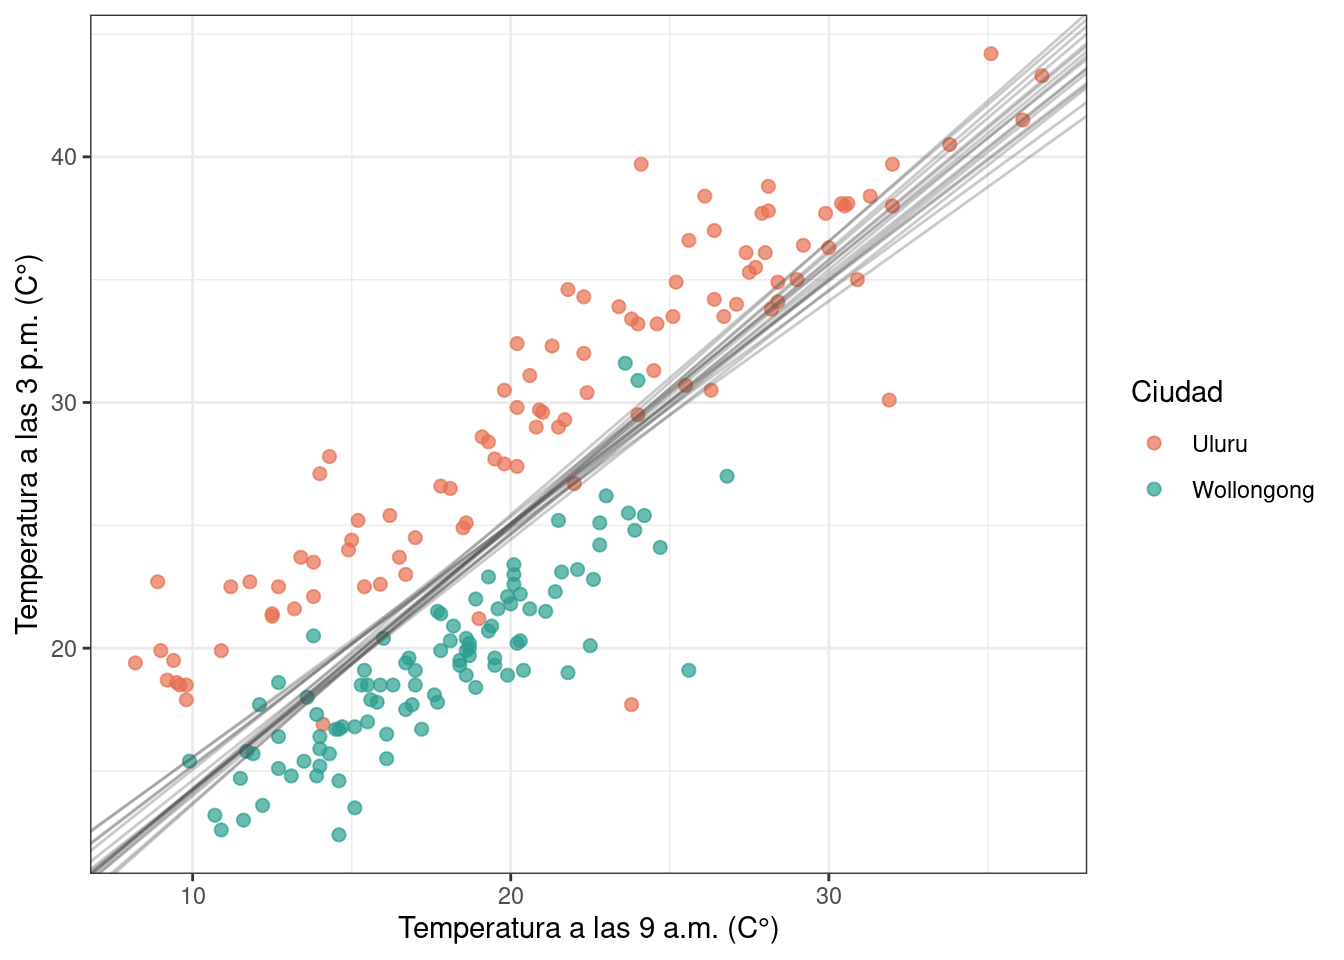 40
30
20
10
20
30
Temperatura a las 3 p.m. (C°)
Temperatura a las 9 a.m. (C°)
Ciudad
Uluru
Wollongong